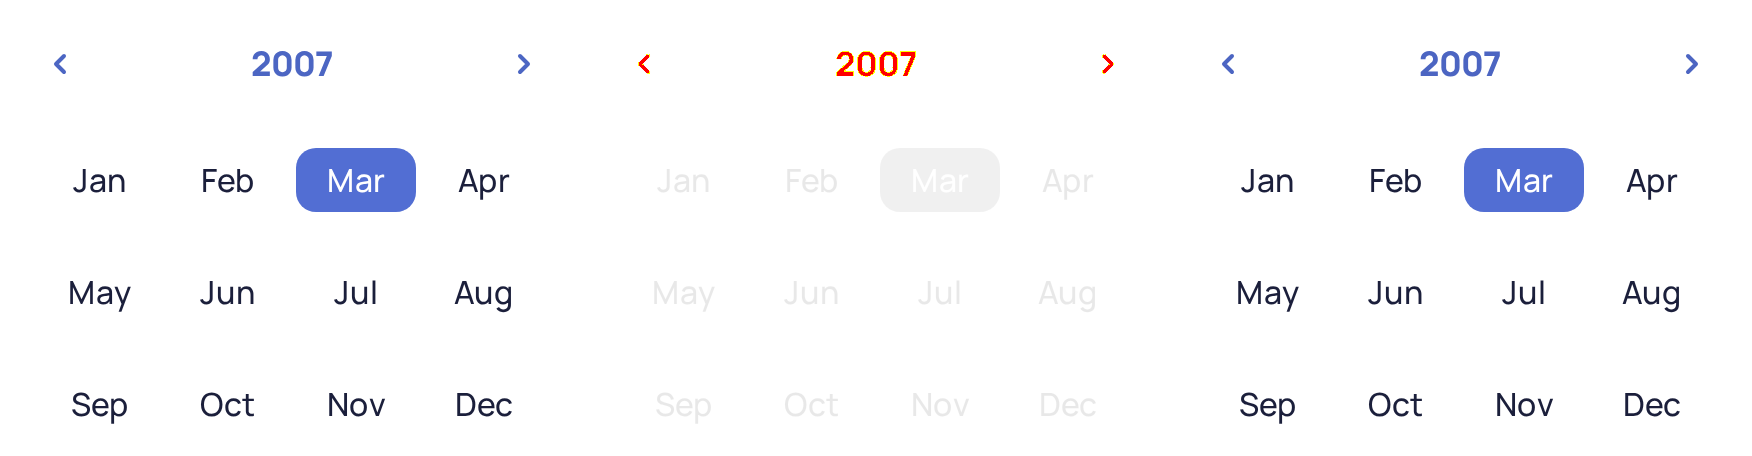 < 2007 > < 2007 > < 2007 >
Jan Feb Mar Apr Jan Feb Mar Apr Jan Feb Mar Apr
May Jun Jul Aug May Jun Jul Aug May Jun Jul Aug
Sep Oct Nov Dec Sep Oct Nov Dec Sep Oct Nov Dec